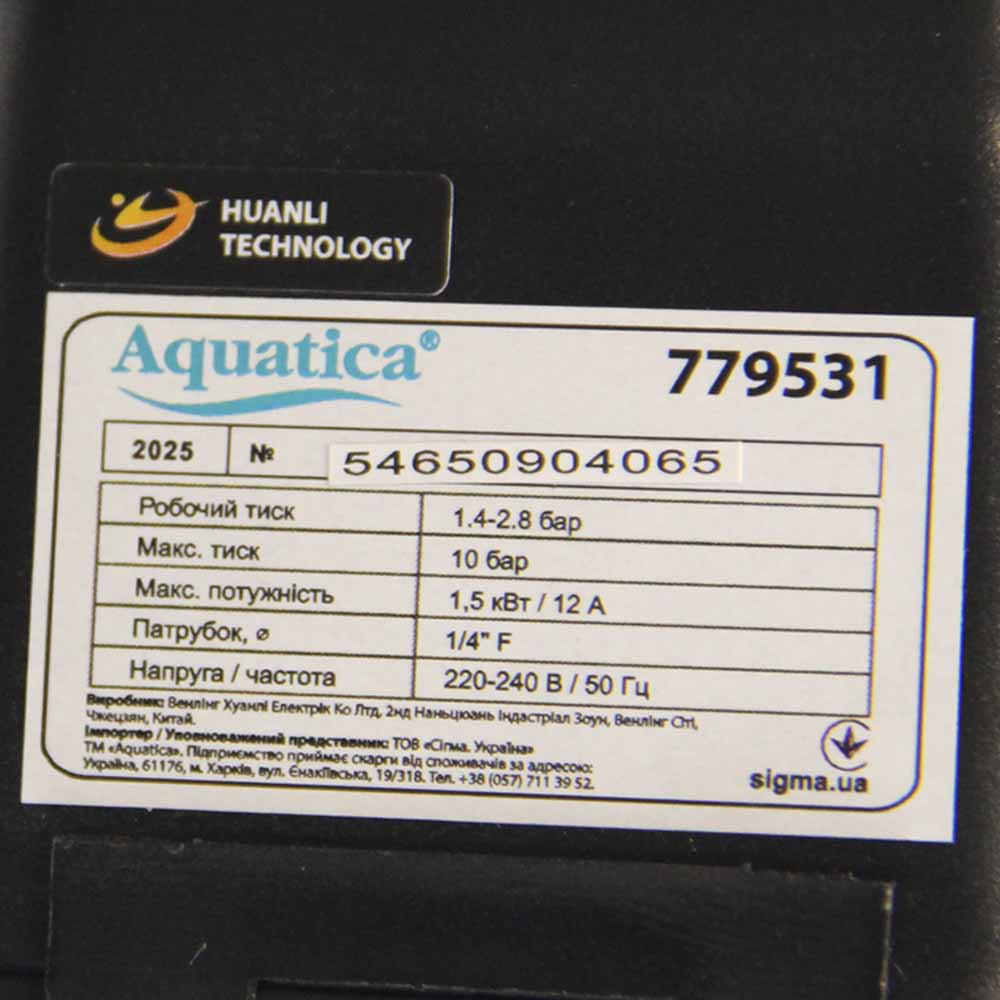 HUANLI
TECHNOLOGY
Aquatica®
779531
2025 № 54650904065
Робочий тиск 1.4-2.8 бар
Макс. тиск 10 бар
Макс. потужність 1,5 кВт / 12 А
Патрубок, ⌀ 1/4" F
Напруга / частота 220-240 В / 50 Гц
Виробник: Венлінг Хуанлі Електрік Ко Лтд, 2нд Наньцюань Індастріал Зоун, Венлінг Сіті,
Чжецзян, Китай.
Імпортер / Уповноважений представник: ТОВ «Сігма. Україна»
ТМ «Aquatica». Підприємство приймає скарги від споживачів за адресою:
Україна, 61176, м. Харків, вул. Єнакіївська, 19/318. Тел. +38 (057) 711 39 52.
sigma.ua